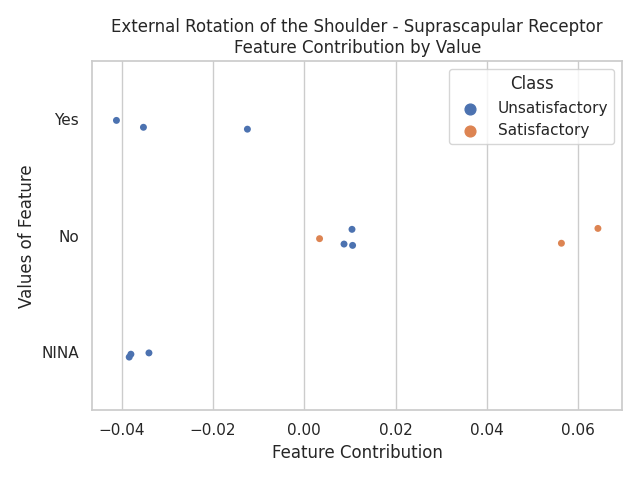 External Rotation of the Shoulder - Suprascapular Receptor
Feature Contribution by Value
Class
Unsatisfactory
Satisfactory
Yes
No
NINA
Values of Feature
−0.04
−0.02
0.00
0.02
0.04
0.06
Feature Contribution